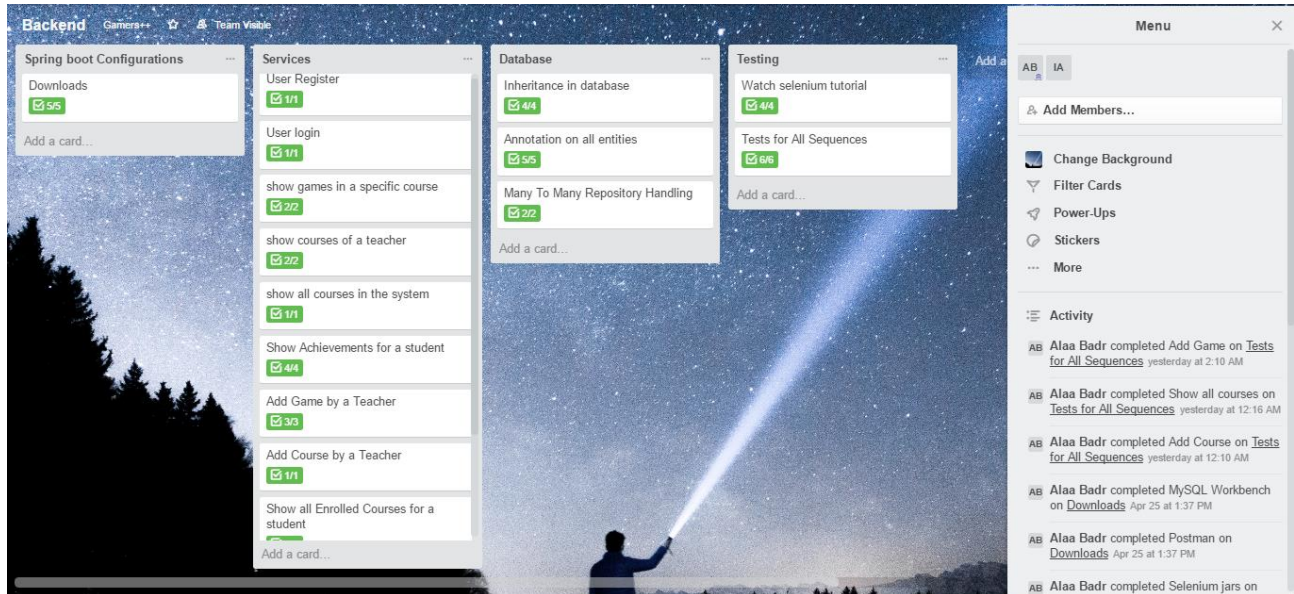 Backend Gamers++ Team Visible
Spring boot Configurations ...
Downloads
5/5
Add a card...
Services ...
User Register
1/1
User login
1/1
show games in a specific course
2/2
show courses of a teacher
2/2
show all courses in the system
1/1
Show Achievements for a student
4/4
Add Game by a Teacher
3/3
Add Course by a Teacher
1/1
Show all Enrolled Courses for a
student
Add a card...
Database ...
Inheritance in database
4/4
Annotation on all entities
5/5
Many To Many Repository Handling
2/2
Add a card...
Testing ...
Watch selenium tutorial
4/4
Tests for All Sequences
6/6
Add a card...
Add a
Menu
AB IA
Add Members...
Change Background
Filter Cards
Power-Ups
Stickers
More
Activity
AB Alaa Badr completed Add Game on Tests
for All Sequences yesterday at 2:10 AM
AB Alaa Badr completed Show all courses on
Tests for All Sequences yesterday at 12:16 AM
AB Alaa Badr completed Add Course on Tests
for All Sequences yesterday at 12:10 AM
AB Alaa Badr completed MySQL Workbench
on Downloads Apr 25 at 1:37 PM
AB Alaa Badr completed Postman on
Downloads Apr 25 at 1:37 PM
AB Alaa Badr completed Selenium jars on